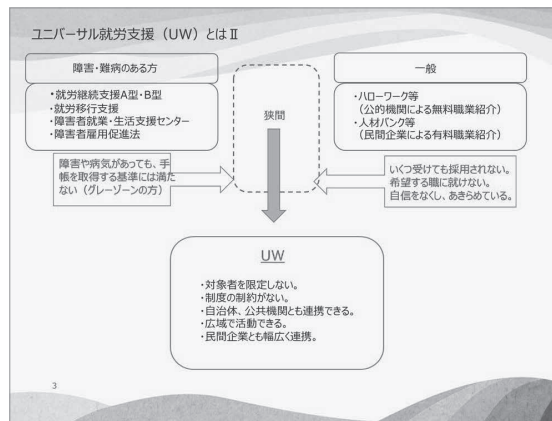 ユニバーサル就労支援（UW）とはⅡ
障害・難病のある方
・就労継続支援A型・B型
・就労移行支援
・障害者就業・生活支援センター
・障害者雇用促進法
狭間
一般
・ハローワーク等
（公的機関による無料職業紹介）
・人材バンク等
（民間企業による有料職業紹介）
障害や病気があっても、手
帳を取得する基準には満た
ない（グレーゾーンの方）
いくつ受けても採用されない。
希望する職に就けない。
自信をなくし、あきらめている。
UW
・対象者を限定しない。
・制度の制約がない。
・自治体、公共機関とも連携できる。
・広域で活動できる。
・民間企業とも幅広く連携。
3